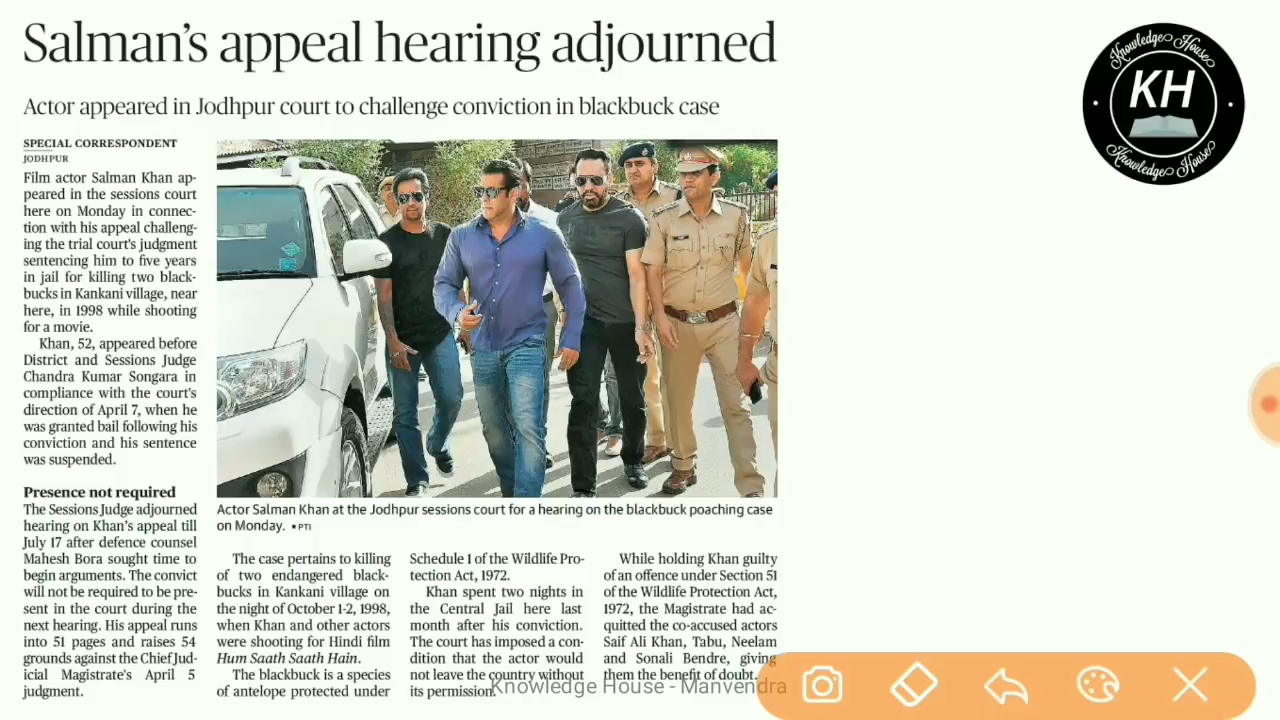 Salman's appeal hearing adjourned
Actor appeared in Jodhpur court to challenge conviction in blackbuck case
SPECIAL CORRESPONDENT
JODHPUR
Film actor Salman Khan ap-
peared in the sessions court
here on Monday in connec-
tion with his appeal challeng-
ing the trial court's judgment
sentencing him to five years
in jail for killing two black-
bucks in Kankani village, near
here, in 1998 while shooting
for a movie.
Khan, 52, appeared before
District and Sessions Judge
Chandra Kumar Songara in
compliance with the court's
direction of April 7, when he
was granted bail following his
conviction and his sentence
was suspended.
Presence not required
The Sessions Judge adjourned
hearing on Khan's appeal till
July 17 after defence counsel
Mahesh Bora sought time to
begin arguments. The convict
will not be required to be pre-
sent in the court during the
next hearing. His appeal runs
into 51 pages and raises 54
grounds against the Chief Jud-
icial Magistrate's April 5
judgment.
Actor Salman Khan at the Jodhpur sessions court for a hearing on the blackbuck poaching case
on Monday. •PTI
The case pertains to killing
of two endangered black-
bucks in Kankani village on
the night of October 1-2, 1998,
when Khan and other actors
were shooting for Hindi film
Hum Saath Saath Hain.
The blackbuck is a species
of antelope protected under
Schedule 1 of the Wildlife Pro-
tection Act, 1972.
Khan spent two nights in
the Central Jail here last
month after his conviction.
The court has imposed a con-
dition that the actor would
not leave the country without
its permission.
While holding Khan guilty
of an offence under Section 51
of the Wildlife Protection Act,
1972, the Magistrate had ac-
quitted the co-accused actors
Saif Ali Khan, Tabu, Neelam
and Sonali Bendre, giving
them the benefit of doubt.
Knowledge House
KH
Knowledge House
Knowledge House - Manvendra